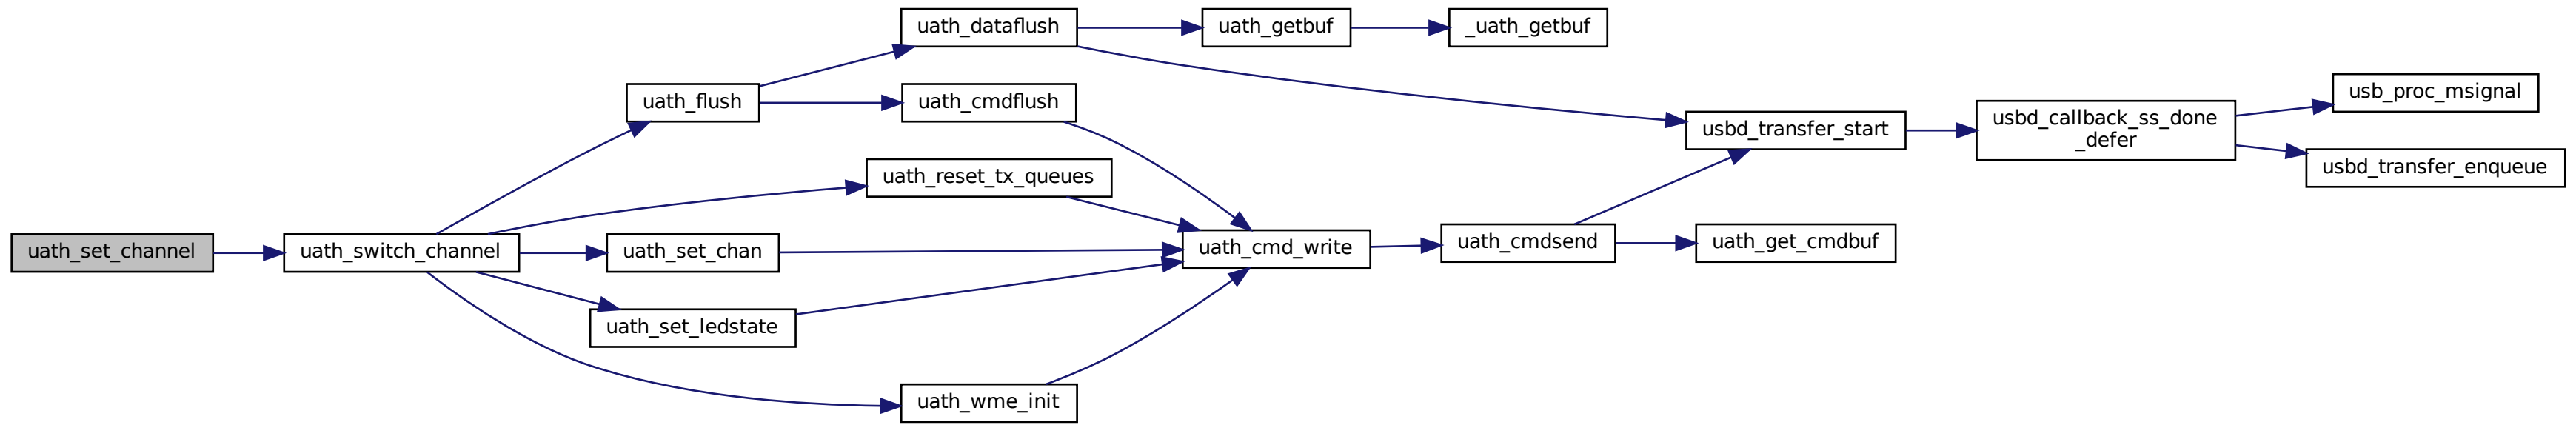 uath_set_channel
uath_switch_channel
uath_flush
uath_reset_tx_queues
uath_set_chan
uath_set_ledstate
uath_wme_init
uath_dataflush
uath_cmdflush
uath_getbuf
_uath_getbuf
uath_cmd_write
uath_cmdsend
usbd_transfer_start
uath_get_cmdbuf
usbd_callback_ss_done
_defer
usb_proc_msignal
usbd_transfer_enqueue